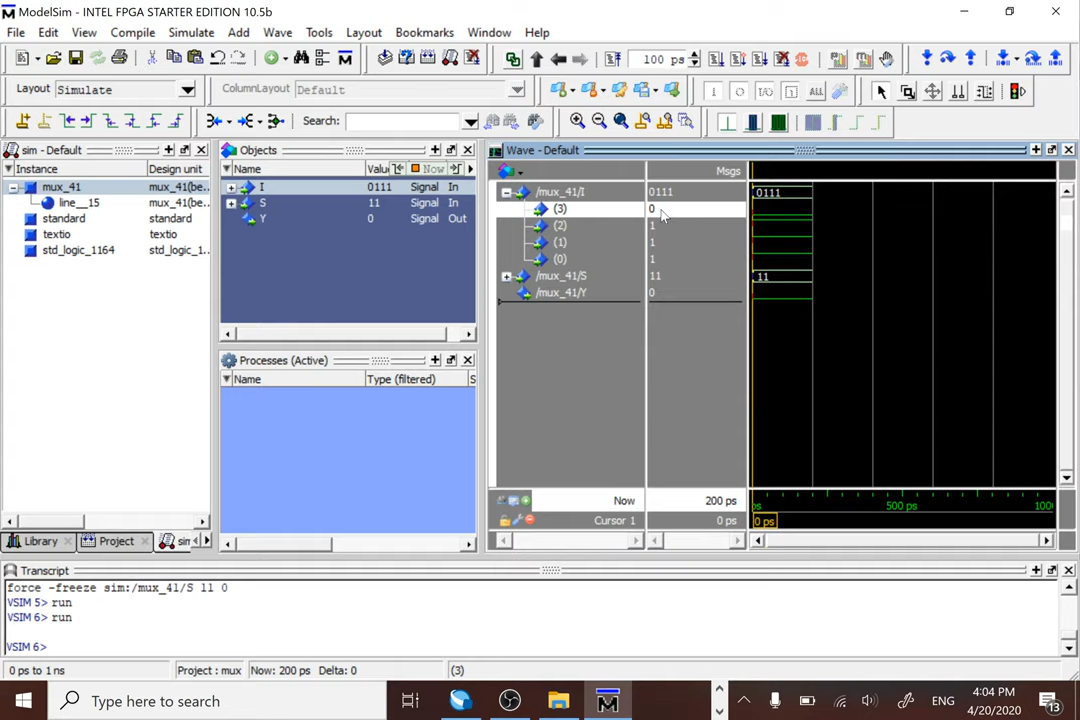 ModelSim - INTEL FPGA STARTER EDITION 10.5b
File Edit View Compile Simulate Add Wave Tools Layout Bookmarks Window Help
100 ps
Layout Simulate ColumnLayout Default ALL
Search:
sim - Default
Instance Design unit
mux_41 mux_41(be...
line__15 mux_41(be...
standard standard
textio textio
std_logic_1164 std_logic_1...
Library Project sim
Objects
Name Valu Now
I 0111 Signal In
S 11 Signal In
Y 0 Signal Out
Processes (Active)
Name Type (filtered) S
Wave - Default
Msgs
/mux_41/I 0111 0111
(3) 0
(2) 1
(1) 1
(0) 1
/mux_41/S 11 11
/mux_41/Y 0
Now 200 ps ps 500 ps 1000
Cursor 1 0 ps 0 ps
Transcript
force -freeze sim:/mux_41/S 11 0
VSIM 5> run
VSIM 6> run
VSIM 6>
0 ps to 1 ns Project : mux Now: 200 ps Delta: 0 (3)
Type here to search ENG 4:04 PM
4/20/2020 13